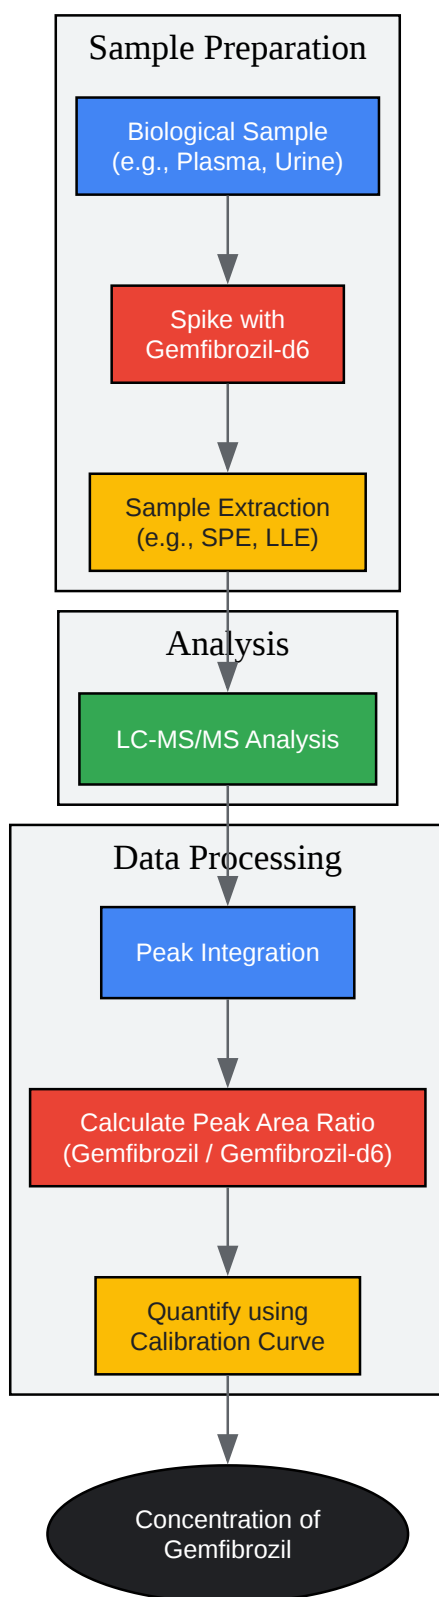 Sample Preparation
Biological Sample
(e.g., Plasma, Urine)
Spike with
Gemfibrozil-d6
Sample Extraction
(e.g., SPE, LLE)
Analysis
LC-MS/MS Analysis
Data Processing
Peak Integration
Calculate Peak Area Ratio
(Gemfibrozil / Gemfibrozil-d6)
Quantify using
Calibration Curve
Concentration of
Gemfibrozil